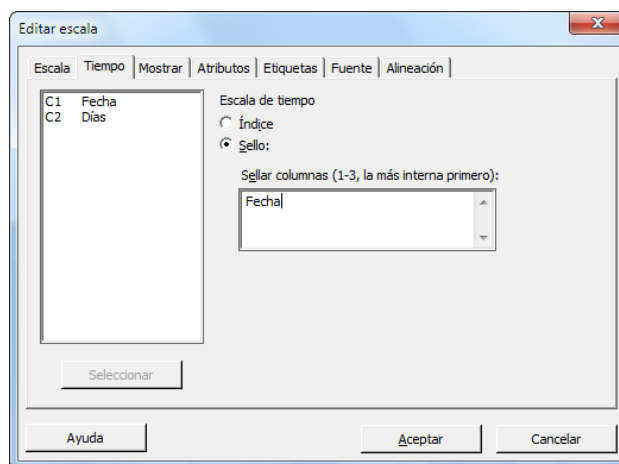 Editar escala
Escala Tiempo Mostrar Atributos Etiquetas Fuente Alineación
C1 Fecha
C2 Días
Escala de tiempo
Índice
Sello:
Sellar columnas (1-3, la más interna primero):
Fecha
Seleccionar
Ayuda Aceptar Cancelar